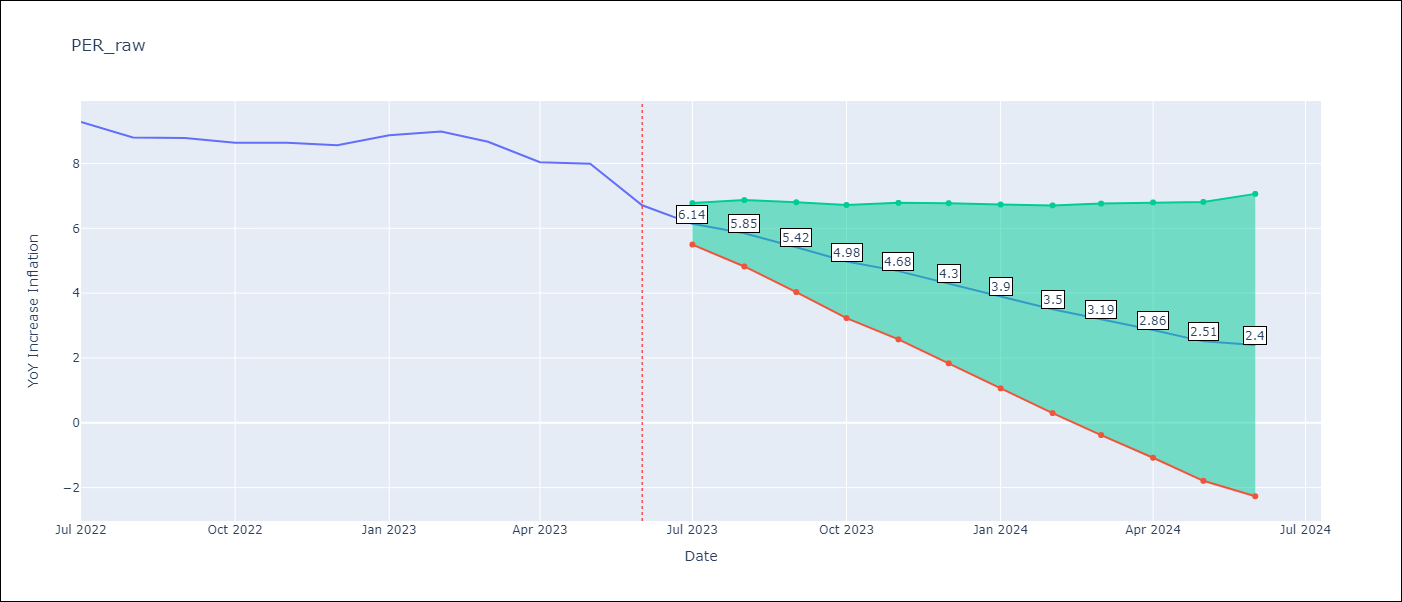 PER_raw
YoY Increase Inflation
8
6
4
2
0
−2
6.14
5.85
5.42
4.98
4.68
4.3
3.9
3.5
3.19
2.86
2.51
2.4
Jul 2022
Oct 2022
Jan 2023
Apr 2023
Jul 2023
Oct 2023
Jan 2024
Apr 2024
Jul 2024
Date